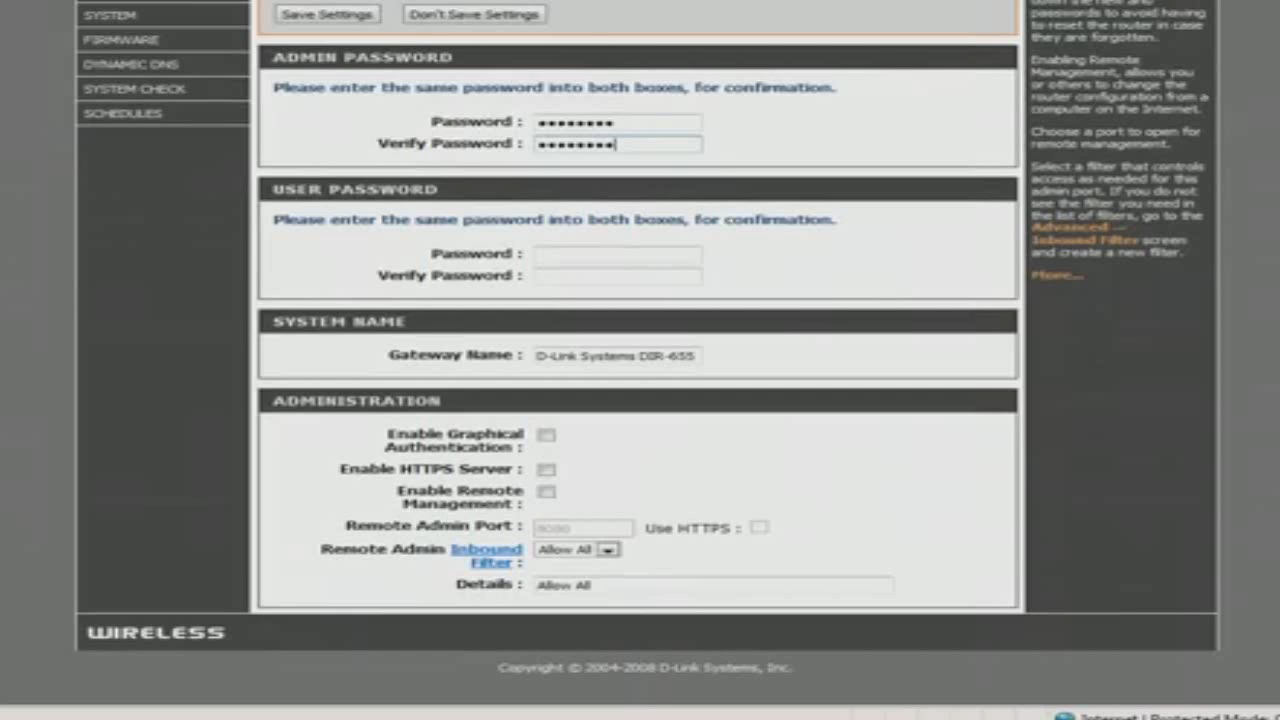 SYSTEM
FIRMWARE
DYNAMIC DNS
SYSTEM CHECK
SCHEDULES
Save Settings
Don't Save Settings
ADMIN PASSWORD
Please enter the same password into both boxes, for confirmation.
Password : ••••••••
Verify Password : ••••••••
USER PASSWORD
Please enter the same password into both boxes, for confirmation.
Password :
Verify Password :
SYSTEM NAME
Gateway Name : D-Link Systems DIR-655
ADMINISTRATION
Enable Graphical
Authentication :
Enable HTTPS Server :
Enable Remote
Management :
Remote Admin Port : 8080 Use HTTPS :
Remote Admin Inbound
Filter : Allow All
Details : Allow All
passwords to avoid having
to reset the router in case
they are forgotten.
Enabling Remote
Management, allows you
or others to change the
router configuration from a
computer on the Internet.
Choose a port to open for
remote management.
Select a filter that controls
access as needed for this
admin port. If you do not
see the filter you need in
the list of filters, go to the
Advanced —
Inbound Filter screen
and create a new filter.
More...
WIRELESS
Copyright © 2004-2008 D-Link Systems, Inc.
Internet | Protected Mode: